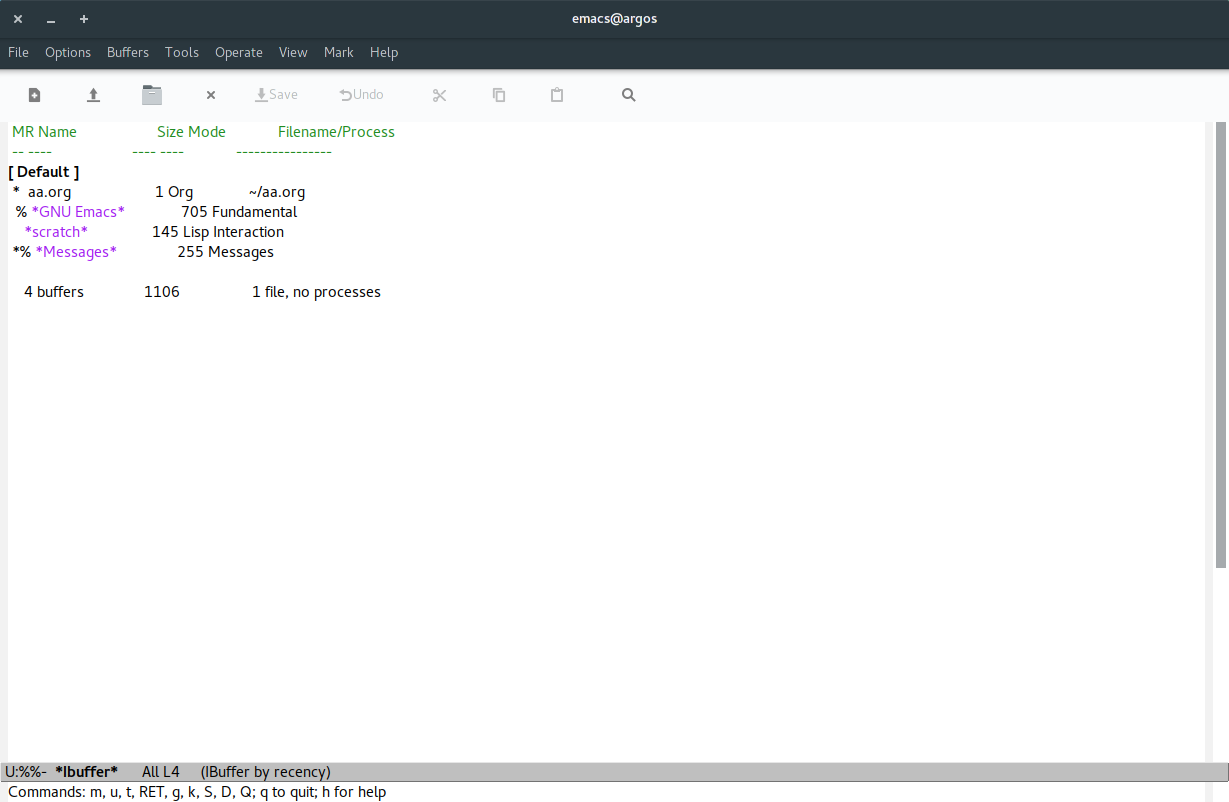 emacs@argos
File Options Buffers Tools Operate View Mark Help
Save Undo
MR Name Size Mode Filename/Process
-- ---- ---- ---- ----------------
[ Default ]
* aa.org 1 Org ~/aa.org
% *GNU Emacs* 705 Fundamental
*scratch* 145 Lisp Interaction
*% *Messages* 255 Messages
4 buffers 1106 1 file, no processes
U:%%- *Ibuffer* All L4 (IBuffer by recency)
Commands: m, u, t, RET, g, k, S, D, Q; q to quit; h for help